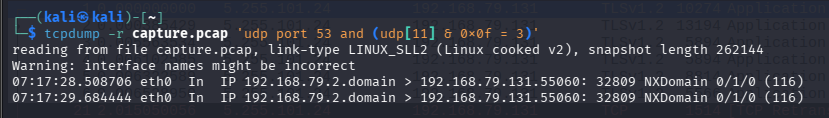 ┌──(kali㉿kali)-[~]
└─$ tcpdump -r capture.pcap 'udp port 53 and (udp[11] & 0×0f = 3)'
reading from file capture.pcap, link-type LINUX_SLL2 (Linux cooked v2), snapshot length 262144
Warning: interface names might be incorrect
07:17:28.508706 eth0  In  IP 192.168.79.2.domain > 192.168.79.131.55060: 32809 NXDomain 0/1/0 (116)
07:17:29.684444 eth0  In  IP 192.168.79.2.domain > 192.168.79.131.55060: 32809 NXDomain 0/1/0 (116)